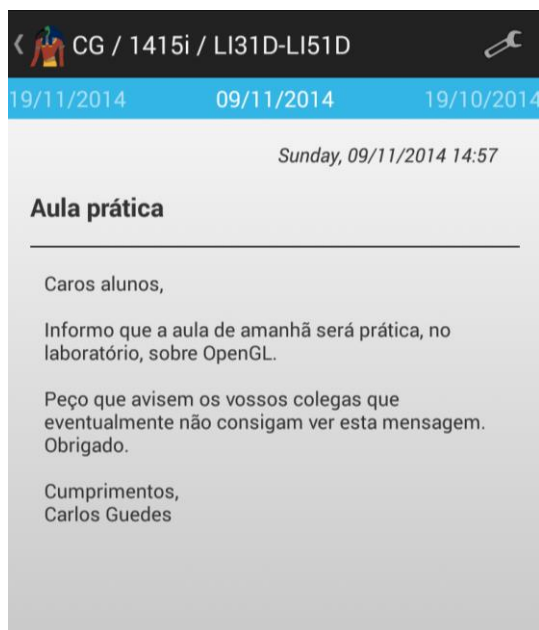 CG / 1415i / LI31D-LI51D
19/11/2014 09/11/2014 19/10/2014
Sunday, 09/11/2014 14:57
Aula prática
Caros alunos,
Informo que a aula de amanhã será prática, no
laboratório, sobre OpenGL.
Peço que avisem os vossos colegas que
eventualmente não consigam ver esta mensagem.
Obrigado.
Cumprimentos,
Carlos Guedes